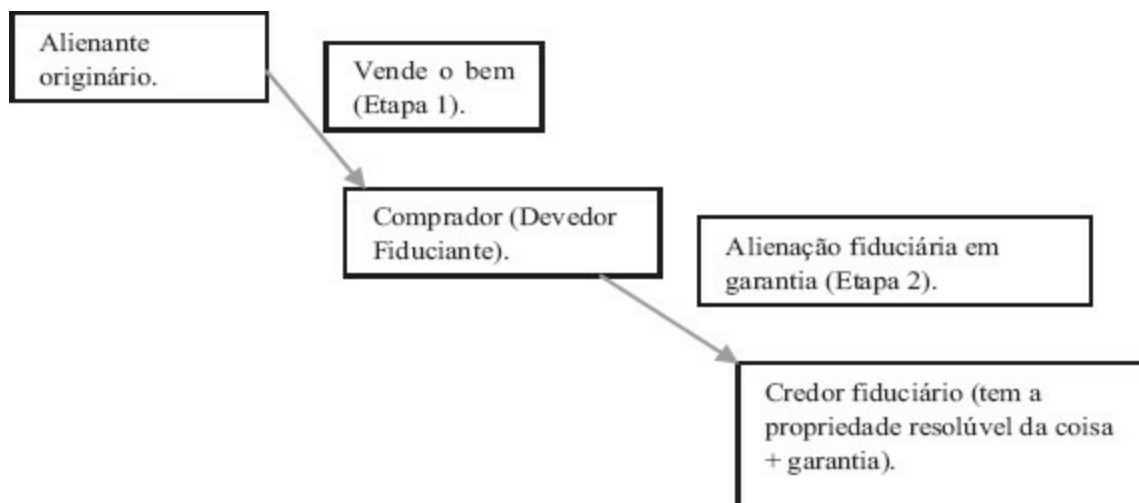 Alienante
originário.
Vende o bem
(Etapa 1).
Comprador (Devedor
Fiduciante).
Alienação fiduciária em
garantia (Etapa 2).
Credor fiduciário (tem a
propriedade resolúvel da coisa
+ garantia).